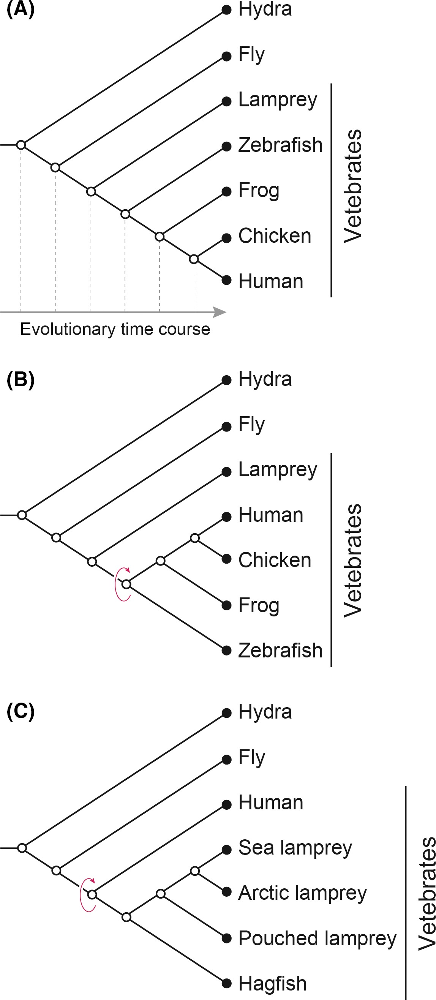 (A)
Hydra
Fly
Lamprey
Zebrafish
Frog
Chicken
Human
Vetebrates
Evolutionary time course
(B)
Hydra
Fly
Lamprey
Human
Chicken
Frog
Zebrafish
Vetebrates
(C)
Hydra
Fly
Human
Sea lamprey
Arctic lamprey
Pouched lamprey
Hagfish
Vetebrates